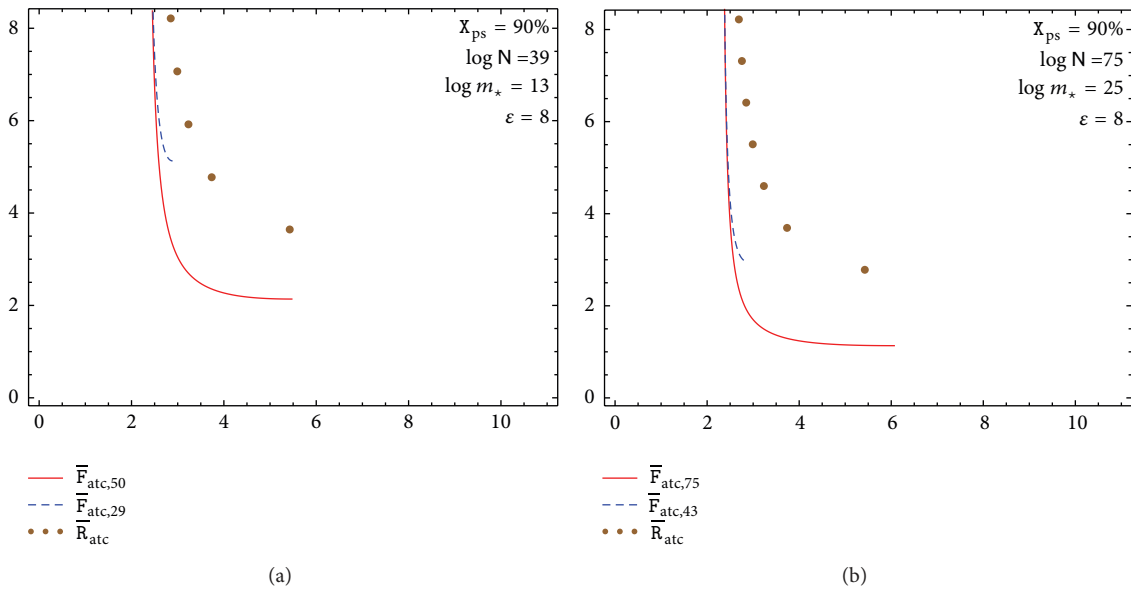 8
6
4
2
0
0 2 4 6 8 10
X_ps = 90%
log N =39
log m⋆ = 13
ε = 8
F̅_atc,50
F̅_atc,29
R̅_atc
(a)
8
6
4
2
0
0 2 4 6 8 10
X_ps = 90%
log N =75
log m⋆ = 25
ε = 8
F̅_atc,75
F̅_atc,43
R̅_atc
(b)